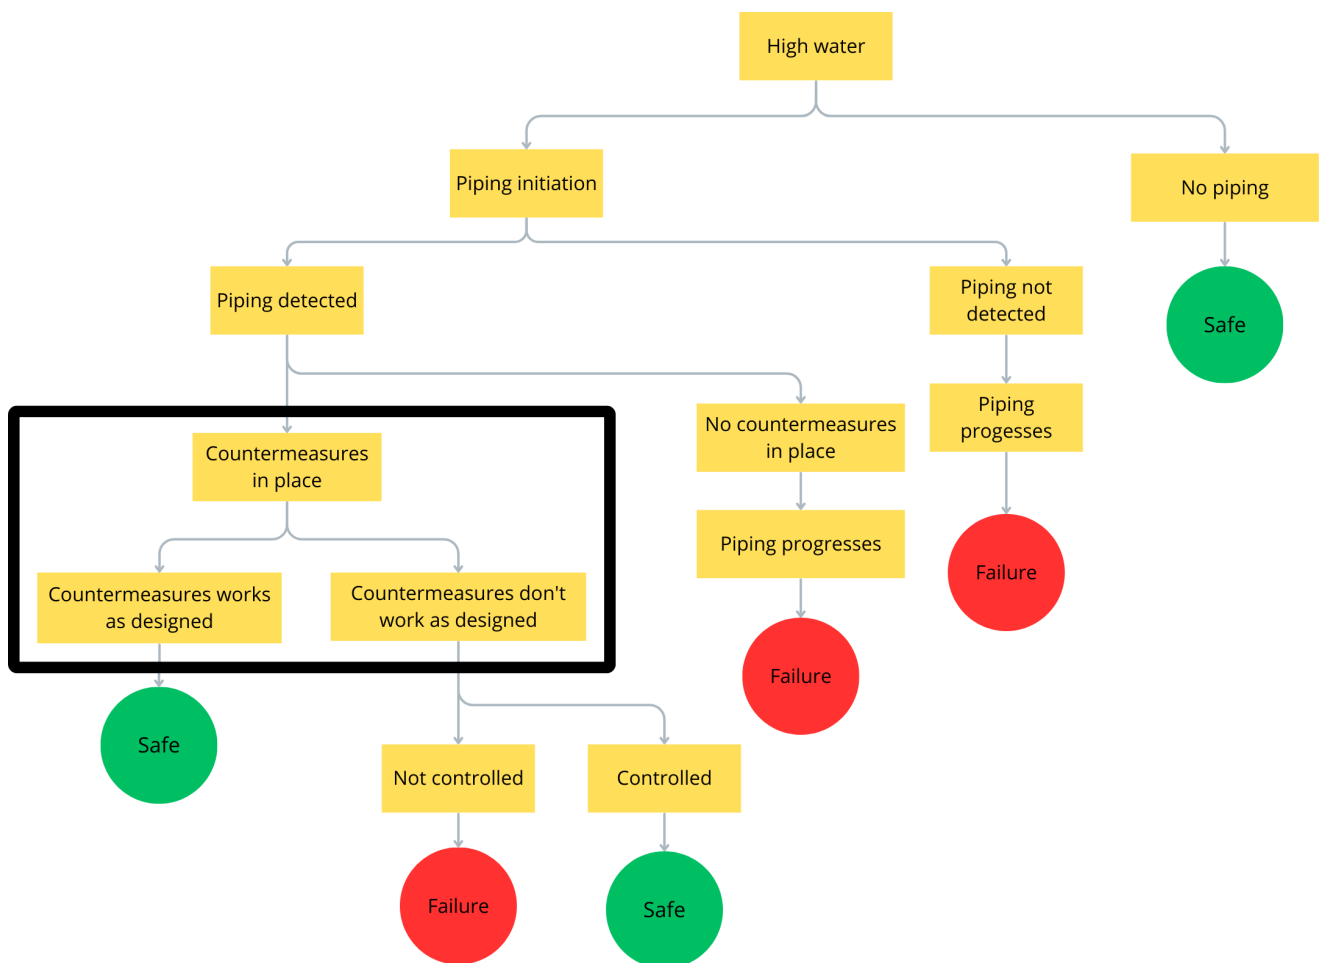 High water
Piping initiation
No piping
Piping detected
Piping not
detected
Safe
Countermeasures
in place
No countermeasures
in place
Piping
progesses
Piping progresses
Failure
Countermeasures works
as designed
Countermeasures don't
work as designed
Failure
Safe
Not controlled
Controlled
Failure
Safe